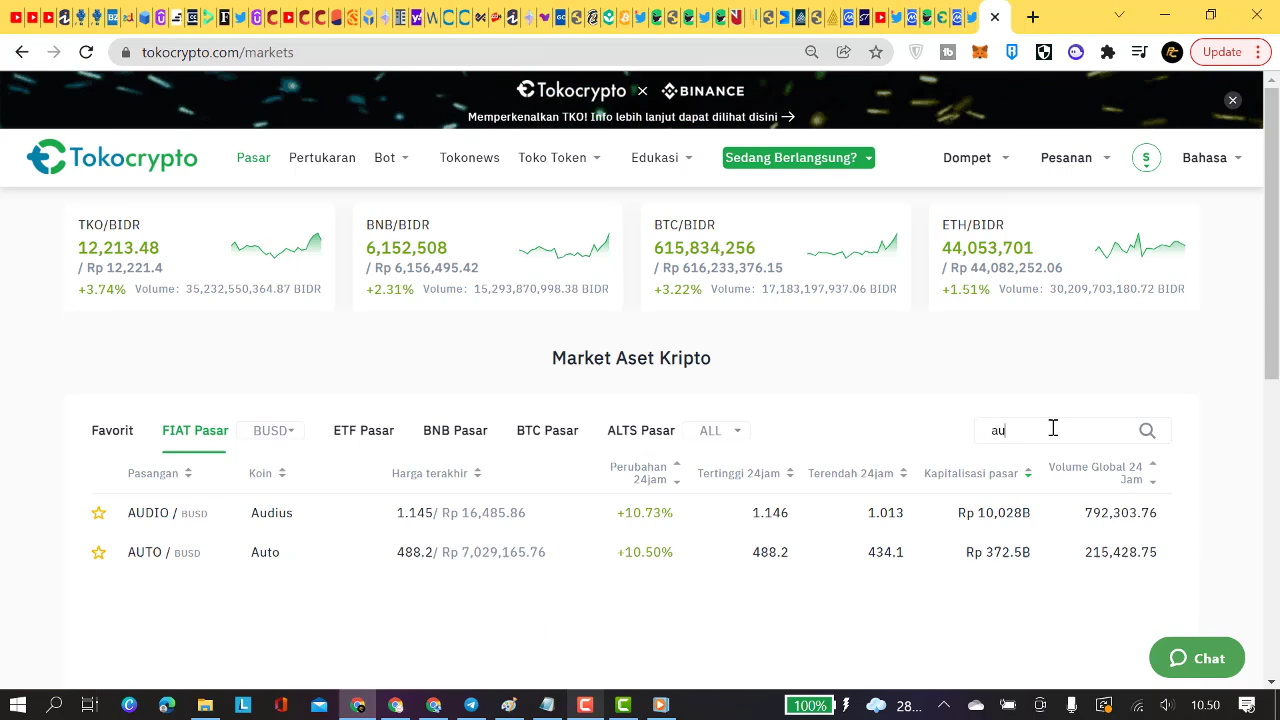 tokocrypto.com/markets
Update
Tokocrypto × BINANCE
Memperkenalkan TKO! Info lebih lanjut dapat dilihat disini →
Tokocrypto
Pasar Pertukaran Bot Tokonews Toko Token Edukasi Sedang Berlangsung? Dompet Pesanan S Bahasa
TKO/BIDR
12,213.48
/ Rp 12,221.4
+3.74% Volume: 35,232,550,364.87 BIDR
BNB/BIDR
6,152,508
/ Rp 6,156,495.42
+2.31% Volume: 15,293,870,998.38 BIDR
BTC/BIDR
615,834,256
/ Rp 616,233,376.15
+3.22% Volume: 17,183,197,937.06 BIDR
ETH/BIDR
44,053,701
/ Rp 44,082,252.06
+1.51% Volume: 30,209,703,180.72 BIDR
Market Aset Kripto
Favorit FIAT Pasar BUSD ETF Pasar BNB Pasar BTC Pasar ALTS Pasar ALL au
Pasangan Koin Harga terakhir Perubahan 24jam Tertinggi 24jam Terendah 24jam Kapitalisasi pasar Volume Global 24 Jam
AUDIO / BUSD Audius 1.145/ Rp 16,485.86 +10.73% 1.146 1.013 Rp 10,028B 792,303.76
AUTO / BUSD Auto 488.2/ Rp 7,029,165.76 +10.50% 488.2 434.1 Rp 372.5B 215,428.75
Chat
100% 28... 10.50